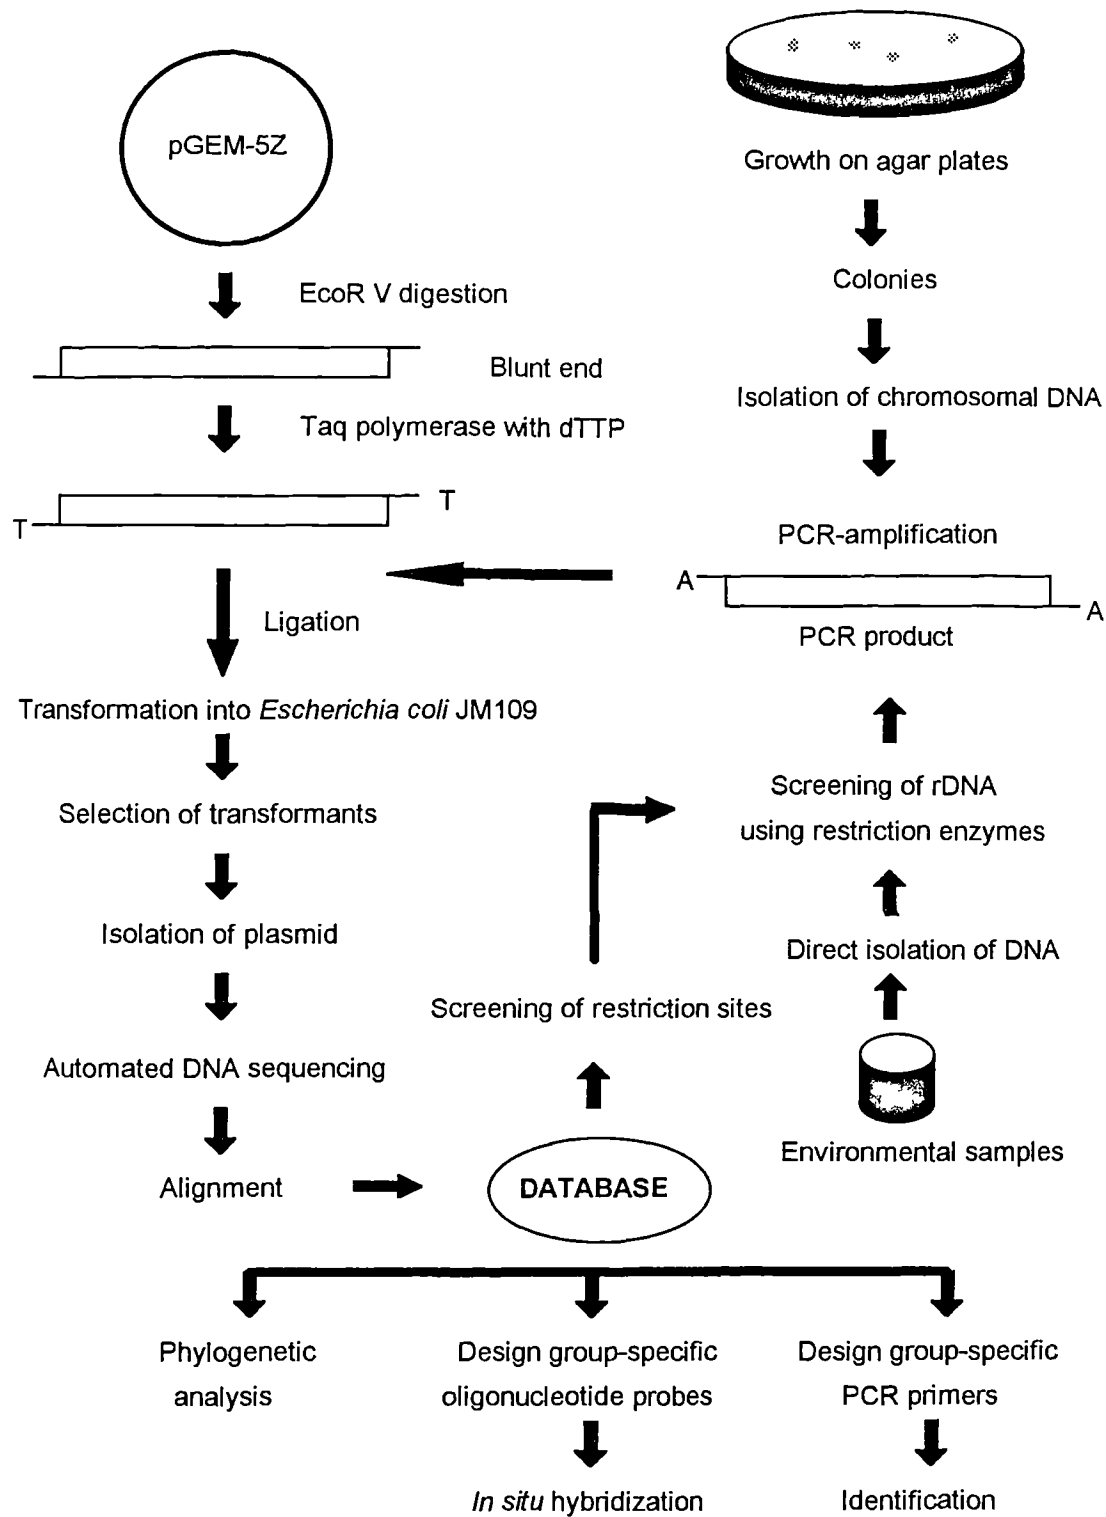 pGEM-5Z
EcoR V digestion
Blunt end
Taq polymerase with dTTP
T
T
Ligation
Transformation into Escherichia coli JM109
Selection of transformants
Isolation of plasmid
Automated DNA sequencing
Alignment
Growth on agar plates
Colonies
Isolation of chromosomal DNA
PCR-amplification
A
A
PCR product
Screening of rDNA
using restriction enzymes
Direct isolation of DNA
Environmental samples
Screening of restriction sites
DATABASE
Phylogenetic
analysis
Design group-specific
oligonucleotide probes
In situ hybridization
Design group-specific
PCR primers
Identification